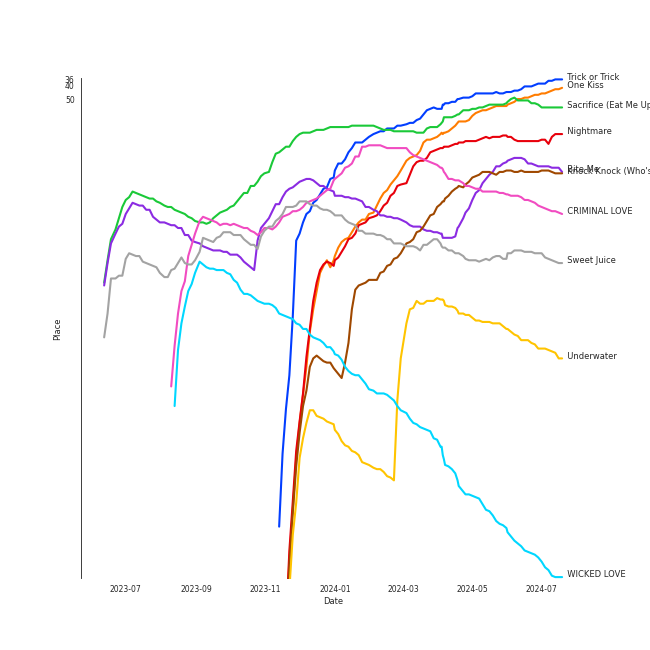 36
40
50
Place
Trick or Trick
One Kiss
Sacrifice (Eat Me Up
Nightmare
Bite Me
Knock Knock (Who's
CRIMINAL LOVE
Sweet Juice
Underwater
WICKED LOVE
2023-07
2023-09
2023-11
2024-01
2024-03
2024-05
2024-07
Date